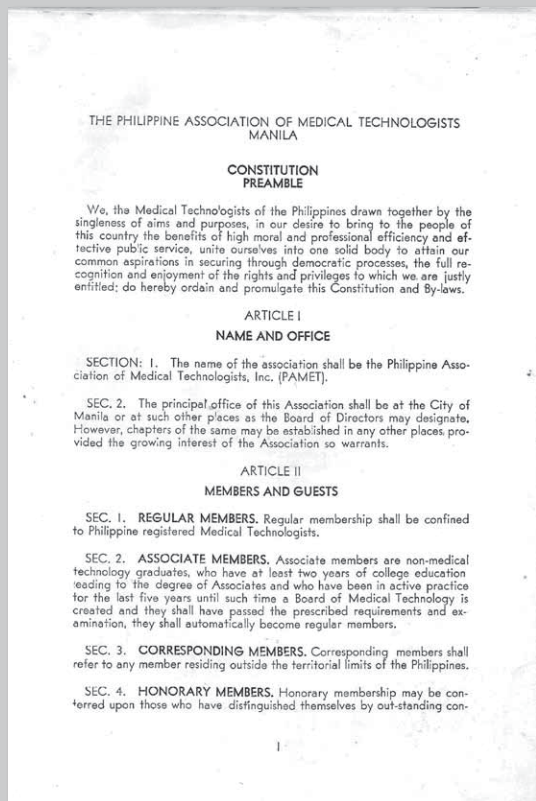 THE PHILIPPINE ASSOCIATION OF MEDICAL TECHNOLOGISTS
MANILA
CONSTITUTION
PREAMBLE
We, the Medical Technologists of the Philippines drawn together by the
singleness of aims and purposes, in our desire to bring to the people of
this country the benefits of high moral and professional efficiency and ef-
fective public service, unite ourselves into one solid body to attain our
common aspirations in securing through democratic processes, the full re-
cognition and enjoyment of the rights and privileges to which we are justly
entitled; do hereby ordain and promulgate this Constitution and By-laws.
ARTICLE I
NAME AND OFFICE
SECTION: 1. The name of the association shall be the Philippine Asso-
ciation of Medical Technologists, Inc. (PAMET).
SEC. 2. The principal office of this Association shall be at the City of
Manila or at such other places as the Board of Directors may designate.
However, chapters of the same may be established in any other places, pro-
vided the growing interest of the Association so warrants.
ARTICLE II
MEMBERS AND GUESTS
SEC. 1. REGULAR MEMBERS. Regular membership shall be confined
to Philippine registered Medical Technologists.
SEC. 2. ASSOCIATE MEMBERS. Associate members are non-medical
technology graduates, who have at least two years of college education
leading to the degree of Associates and who have been in active practice
for the last five years until such time a Board of Medical Technology is
created and they shall have passed the prescribed requirements and ex-
amination, they shall automatically become regular members.
SEC. 3. CORRESPONDING MEMBERS. Corresponding members shall
refer to any member residing outside the territorial limits of the Philippines.
SEC. 4. HONORARY MEMBERS. Honorary membership may be con-
ferred upon those who have distinguished themselves by out-standing con-
1